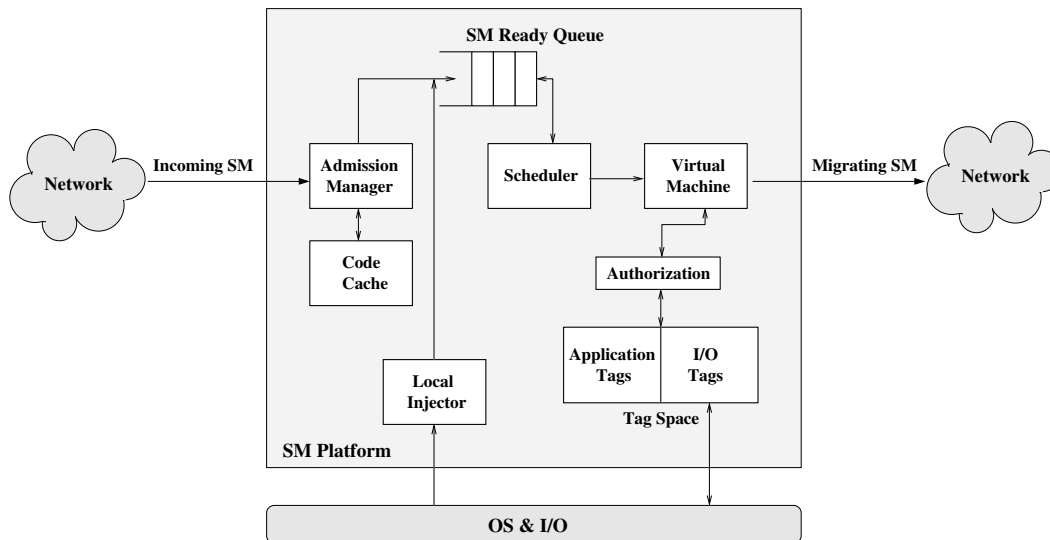 SM Ready Queue
Network
Incoming SM
Admission
Manager
Scheduler
Virtual
Machine
Migrating SM
Network
Code
Cache
Authorization
Application
Tags
I/O
Tags
Local
Injector
Tag Space
SM Platform
OS & I/O